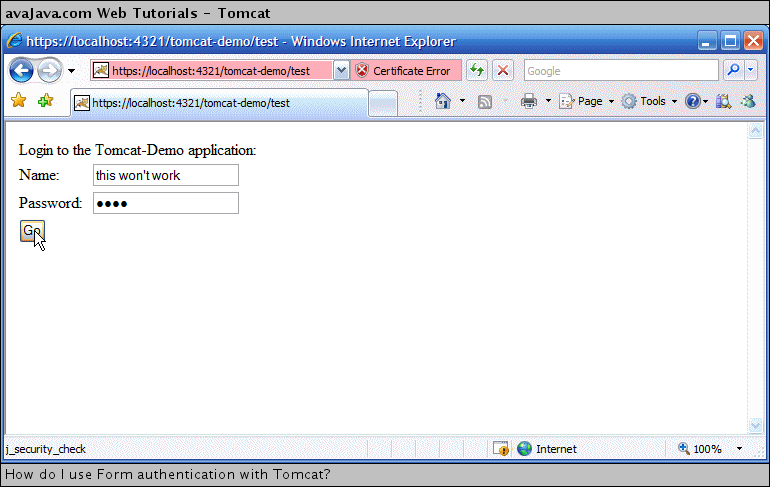 avaJava.com Web Tutorials - Tomcat
https://localhost:4321/tomcat-demo/test - Windows Internet Explorer
https://localhost:4321/tomcat-demo/test Certificate Error Google
https://localhost:4321/tomcat-demo/test Page Tools
Login to the Tomcat-Demo application:
Name: this won't work
Password: ●●●●
Go
j_security_check Internet 100%
How do I use Form authentication with Tomcat?